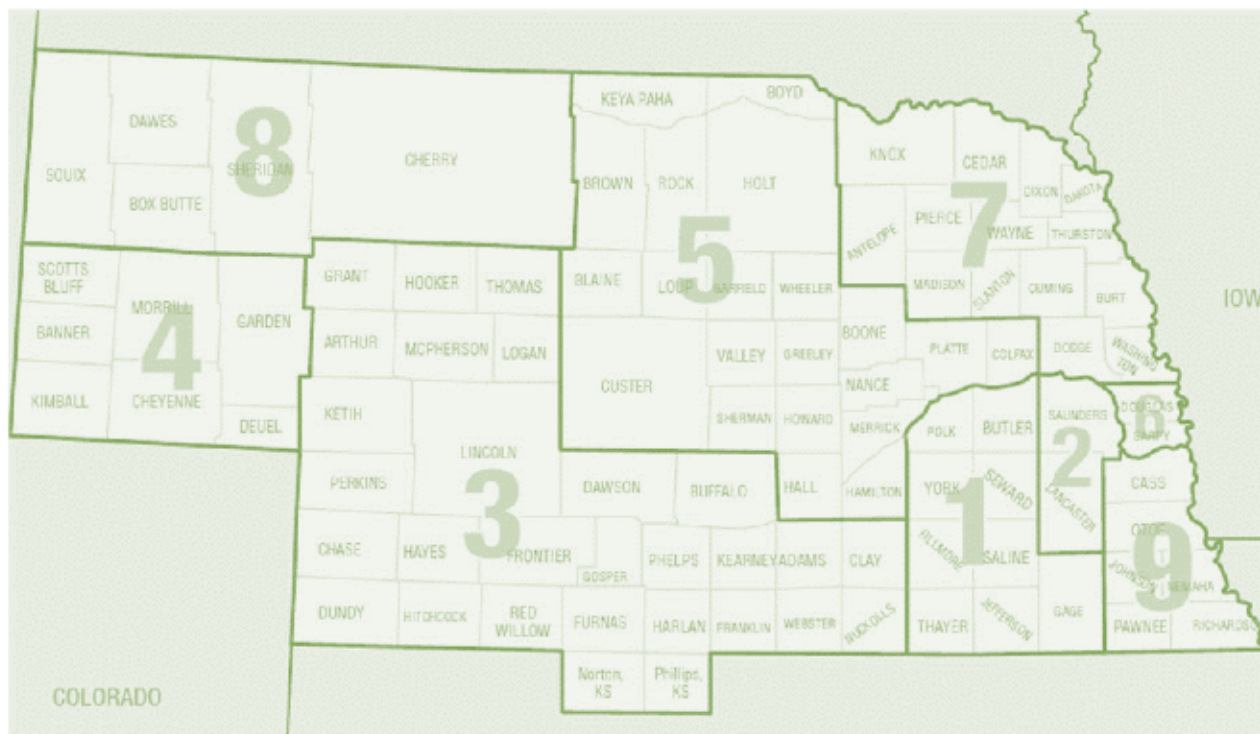 KEYA PAHA
BOYD
DAWES
8
SHERIDAN
CHERRY
SOUIX
BOX BUTTE
BROWN
ROCK
HOLT
5
KNOX
CEDAR
DIXON
DAKOTA
7
PIERCE
WAYNE
THURSTON
ANTELOPE
MADISON
STANTON
CUMING
BURT
IOW
SCOTTS
BLUFF
MORRILL
GARDEN
BANNER
4
KIMBALL
CHEYENNE
DEUEL
GRANT
HOOKER
THOMAS
BLAINE
LOUP
GARFIELD
WHEELER
ARTHUR
MCPHERSON
LOGAN
CUSTER
VALLEY
GREELEY
BOONE
PLATTE
COLFAX
DODGE
WASHING
TON
KETIH
NANCE
SHERMAN
HOWARD
MERRICK
POLK
BUTLER
SAUNDERS
DOUGLAS
6
SARPY
LINCOLN
PERKINS
3
DAWSON
BUFFALO
HALL
HAMILTON
YORK
SEWARD
1
2
LANCASTER
CASS
OTOE
CHASE
HAYES
FRONTIER
GOSPER
PHELPS
KEARNEY
ADAMS
CLAY
FILLMORE
SALINE
JOHNSON
9
NEMAHA
DUNDY
HITCHCOCK
RED
WILLOW
FURNAS
HARLAN
FRANKLIN
WEBSTER
NUCKOLLS
THAYER
JEFFERSON
GAGE
PAWNEE
RICHARDSO
Norton,
KS
Phillips,
KS
COLORADO